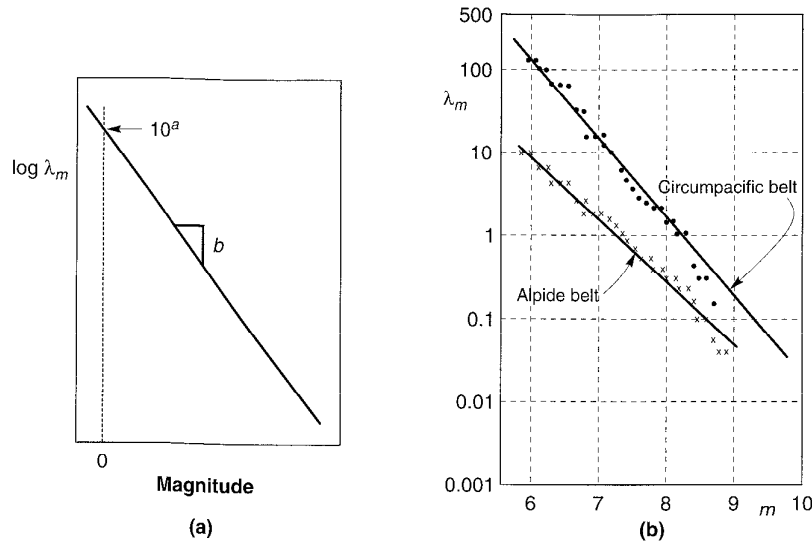 log λm
10ᵃ
b
0
Magnitude
(a)
500
100
λm
10
1
0.1
0.01
0.001
Circumpacific belt
Alpide belt
6
7
8
9
m
10
(b)